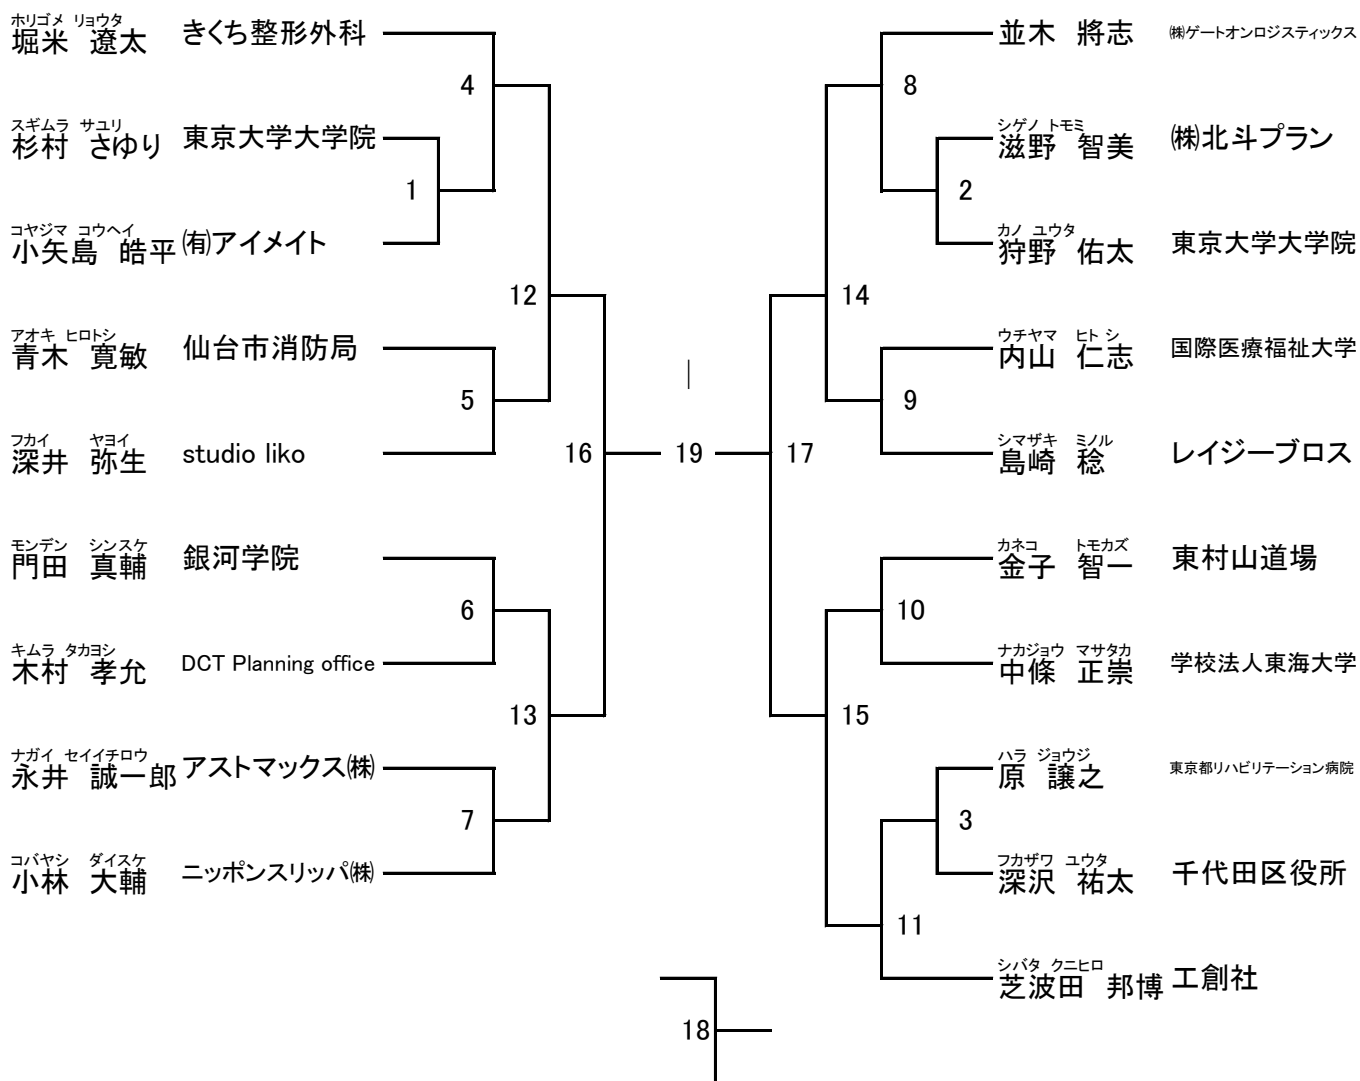 ホリゴメ リョウタ
堀米 遼太 きくち整形外科
4
スギムラ サユリ
杉村 さゆり 東京大学大学院
1
コヤジマ コウヘイ
小矢島 皓平 ㈲アイメイト
12
アオキ ヒロトシ
青木 寛敏 仙台市消防局
5
フカイ ヤヨイ
深井 弥生 studio liko
16
モンデン シンスケ
門田 真輔 銀河学院
6
キムラ タカヨシ
木村 孝允 DCT Planning office
13
ナガイ セイイチロウ
永井 誠一郎 アストマックス㈱
7
コバヤシ ダイスケ
小林 大輔 ニッポンスリッパ㈱
19
並木 將志 ㈱ゲートオンロジスティックス
8
シゲノ トモミ
滋野 智美 ㈱北斗プラン
2
カノ ユウタ
狩野 佑太 東京大学大学院
14
ウチヤマ ヒト シ
内山 仁志 国際医療福祉大学
9
シマザキ ミノル
島崎 稔 レイジーブロス
17
カネコ トモカズ
金子 智一 東村山道場
10
ナカジョウ マサタカ
中條 正崇 学校法人東海大学
15
ハラ ジョウジ
原 譲之 東京都リハビリテーション病院
3
フカザワ ユウタ
深沢 祐太 千代田区役所
11
シバタ クニヒロ
芝波田 邦博 工創社
18